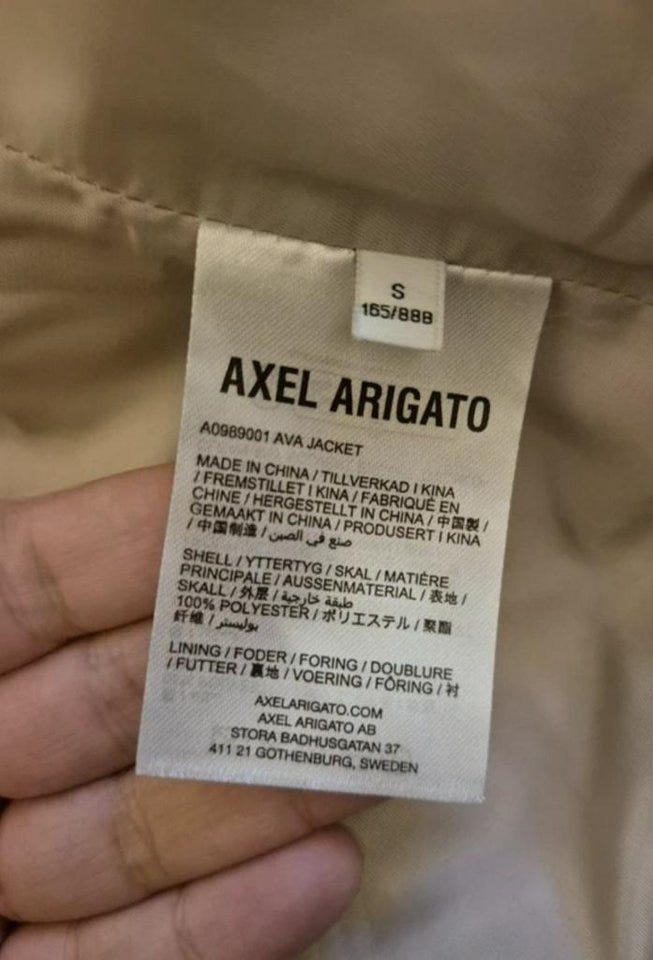 S
165/88B
AXEL ARIGATO
A0989001 AVA JACKET
MADE IN CHINA / TILLVERKAD I KINA
/ FREMSTILLET I KINA / FABRIQUÉ EN
CHINE / HERGESTELLT IN CHINA / 中国製 /
GEMAAKT IN CHINA / PRODUSERT I KINA
/ 中国制造 / صنع في الصين
SHELL / YTTERTYG / SKAL / MATIÈRE
PRINCIPALE / AUSSENMATERIAL / 表地 /
SKALL / 外层 / طبقة خارجية
100% POLYESTER / ポリエステル / 聚酯
纤维 / بوليستر
LINING / FODER / FORING / DOUBLURE
/ FUTTER / 裏地 / VOERING / FÔRING / 衬
AXELARIGATO.COM
AXEL ARIGATO AB
STORA BADHUSGATAN 37
411 21 GOTHENBURG, SWEDEN